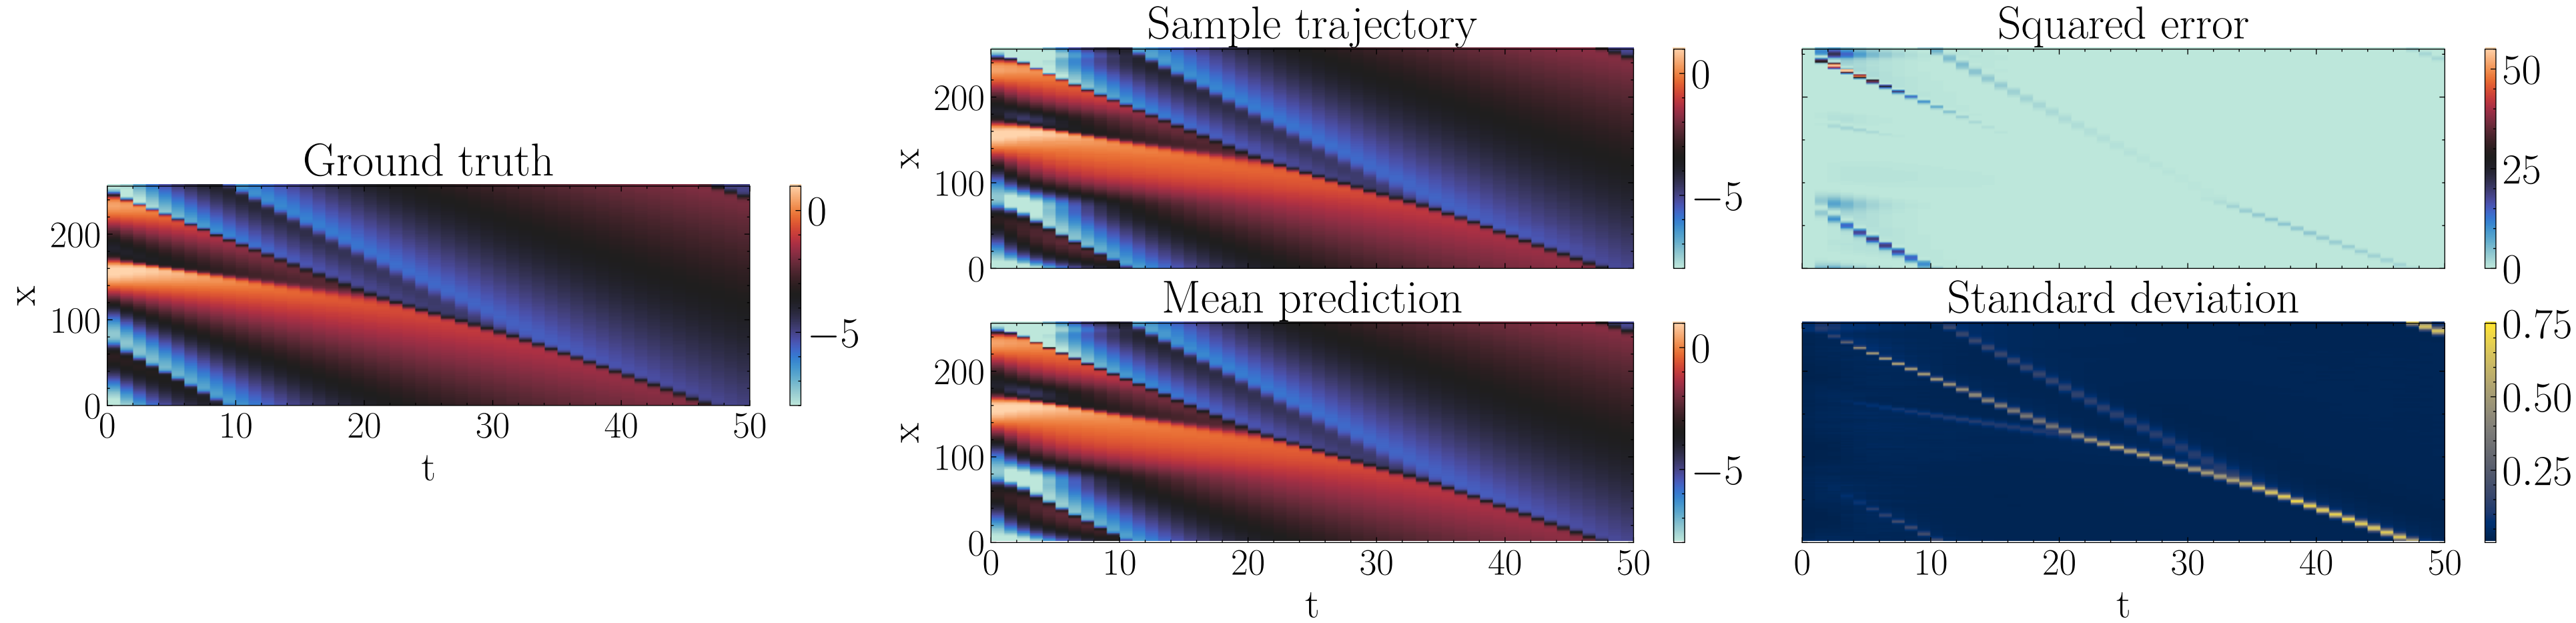 Ground truth
x
200
100
0
0 10 20 30 40 50
t
0
−5
Sample trajectory
x
200
100
0
0
−5
Mean prediction
x
200
100
0
0 10 20 30 40 50
t
0
−5
Squared error
50
25
0
Standard deviation
0 10 20 30 40 50
t
0.75
0.50
0.25